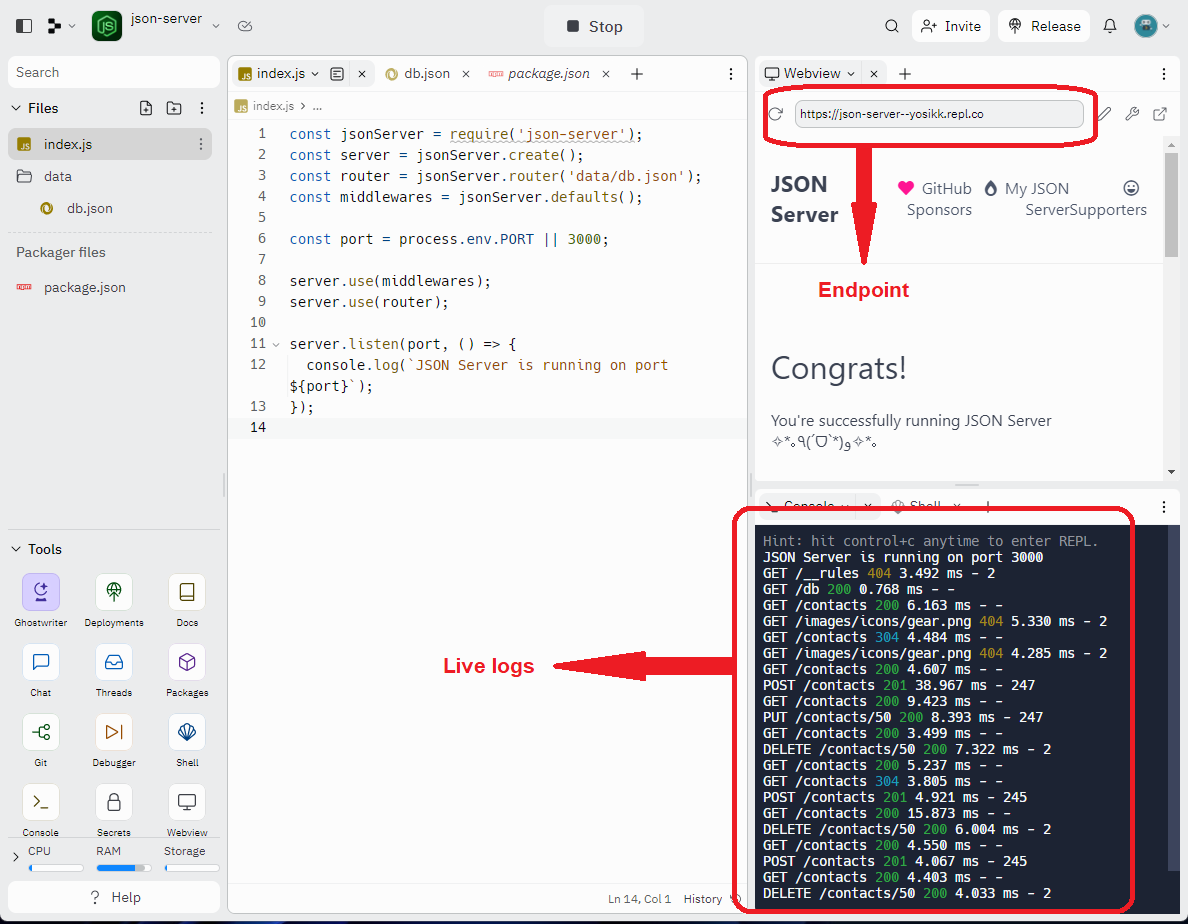 json-server
Stop
Invite
Release
Search
Files
index.js
data
db.json
Packager files
package.json
Tools
Ghostwriter Deployments Docs
Chat Threads Packages
Git Debugger Shell
Console Secrets Webview
CPU RAM Storage
? Help
index.js db.json package.json
index.js > ...
1 const jsonServer = require('json-server');
2 const server = jsonServer.create();
3 const router = jsonServer.router('data/db.json');
4 const middlewares = jsonServer.defaults();
5
6 const port = process.env.PORT || 3000;
7
8 server.use(middlewares);
9 server.use(router);
10
11 server.listen(port, () => {
12 console.log(`JSON Server is running on port
${port}`);
13 });
14
Live logs
Ln 14, Col 1 History
Webview
https://json-server--yosikk.repl.co
JSON
Server
GitHub
Sponsors
My JSON
Server
Supporters
Endpoint
Congrats!
You're successfully running JSON Server
✧*｡٩(ˊᗜˋ*)و✧*｡
Console Shell
Hint: hit control+c anytime to enter REPL.
JSON Server is running on port 3000
GET /__rules 404 3.492 ms - 2
GET /db 200 0.768 ms - -
GET /contacts 200 6.163 ms - -
GET /images/icons/gear.png 404 5.330 ms - 2
GET /contacts 304 4.484 ms - -
GET /images/icons/gear.png 404 4.285 ms - 2
GET /contacts 200 4.607 ms - -
POST /contacts 201 38.967 ms - 247
GET /contacts 200 9.423 ms - -
PUT /contacts/50 200 8.393 ms - 247
GET /contacts 200 3.499 ms - -
DELETE /contacts/50 200 7.322 ms - 2
GET /contacts 200 5.237 ms - -
GET /contacts 304 3.805 ms - -
POST /contacts 201 4.921 ms - 245
GET /contacts 200 15.873 ms - -
DELETE /contacts/50 200 6.004 ms - 2
GET /contacts 200 4.550 ms - -
POST /contacts 201 4.067 ms - 245
GET /contacts 200 4.403 ms - -
DELETE /contacts/50 200 4.033 ms - 2